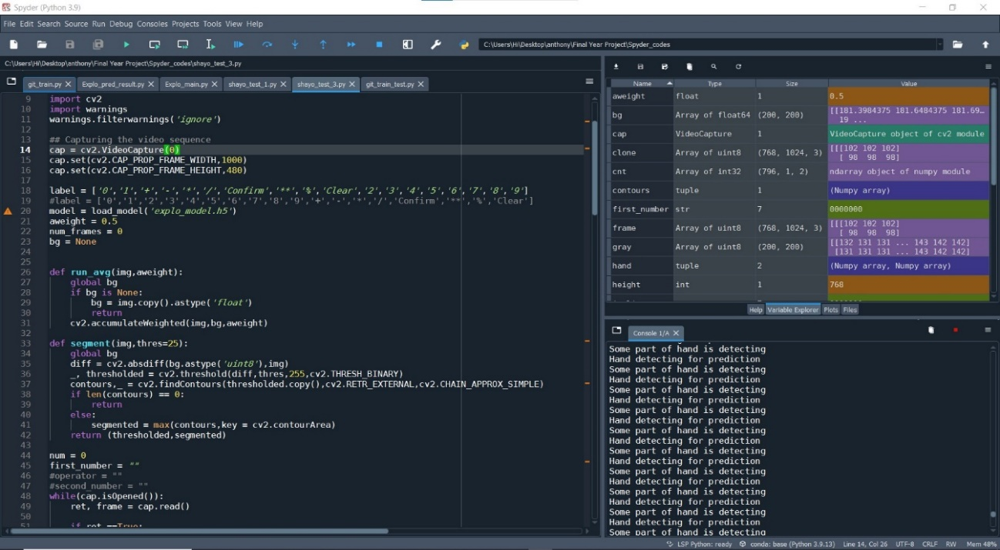 Spyder (Python 3.9)
File Edit Search Source Run Debug Consoles Projects Tools View Help
C:\Users\Hi\Desktop\anthony\Final Year Project\Spyder_codes
C:\Users\Hi\Desktop\anthony\Final Year Project\Spyder_codes\shayo_test_3.py
git_train.py Explo_pred_result.py Explo_main.py shayo_test_1.py shayo_test_3.py git_train_test.py
9 import cv2
10 import warnings
11 warnings.filterwarnings('ignore')
12
13 ## Capturing the video sequence
14 cap = cv2.VideoCapture(0)
15 cap.set(cv2.CAP_PROP_FRAME_WIDTH,1000)
16 cap.set(cv2.CAP_PROP_FRAME_HEIGHT,480)
17
18 label = ['0','1','+','-','*','/','Confirm','**','%','Clear','2','3','4','5','6','7','8','9']
19 #label = ['0','1','2','3','4','5','6','7','8','9','+','-','*','/','Confirm','**','%','Clear']
20 model = load_model('explo_model.h5')
21 aweight = 0.5
22 num_frames = 0
23 bg = None
24
25
26 def run_avg(img,aweight):
27 global bg
28 if bg is None:
29 bg = img.copy().astype('float')
30 return
31 cv2.accumulateWeighted(img,bg,aweight)
32
33 def segment(img,thres=25):
34 global bg
35 diff = cv2.absdiff(bg.astype('uint8'),img)
36 _, thresholded = cv2.threshold(diff,thres,255,cv2.THRESH_BINARY)
37 contours,_ = cv2.findContours(thresholded.copy(),cv2.RETR_EXTERNAL,cv2.CHAIN_APPROX_SIMPLE)
38 if len(contours) == 0:
39 return
40 else:
41 segmented = max(contours,key = cv2.contourArea)
42 return (thresholded,segmented)
43
44 num = 0
45 first_number = ""
46 #operator = ""
47 #second_number = ""
48 while(cap.isOpened()):
49 ret, frame = cap.read()
50
51 if ret ==True:
Name Type Size Value
aweight float 1 0.5
bg Array of float64 (200, 200) [[181.3984375 181.6484375 181.69…
19 ...
cap VideoCapture 1 VideoCapture object of cv2 module
clone Array of uint8 (768, 1024, 3) [[[102 102 102]
[ 98 98 98]
cnt Array of int32 (796, 1, 2) ndarray object of numpy module
contours tuple 1 (Numpy array)
first_number str 7 0000000
frame Array of uint8 (768, 1024, 3) [[[102 102 102]
[ 98 98 98]
gray Array of uint8 (200, 200) [[132 131 131 ... 143 142 142]
[131 131 131 ... 143 142 142]
hand tuple 2 (Numpy array, Numpy array)
height int 1 768
Help Variable Explorer Plots Files
Console 1/A
Some part of hand is detecting
Hand detecting for prediction
Some part of hand is detecting
Hand detecting for prediction
Some part of hand is detecting
Hand detecting for prediction
Some part of hand is detecting
Hand detecting for prediction
Some part of hand is detecting
Hand detecting for prediction
Some part of hand is detecting
Hand detecting for prediction
Some part of hand is detecting
Hand detecting for prediction
Some part of hand is detecting
Hand detecting for prediction
Some part of hand is detecting
Hand detecting for prediction
Some part of hand is detecting
LSP Python: ready conda: base (Python 3.9.13) Line 14, Col 26 UTF-8 CRLF RW Mem 48%